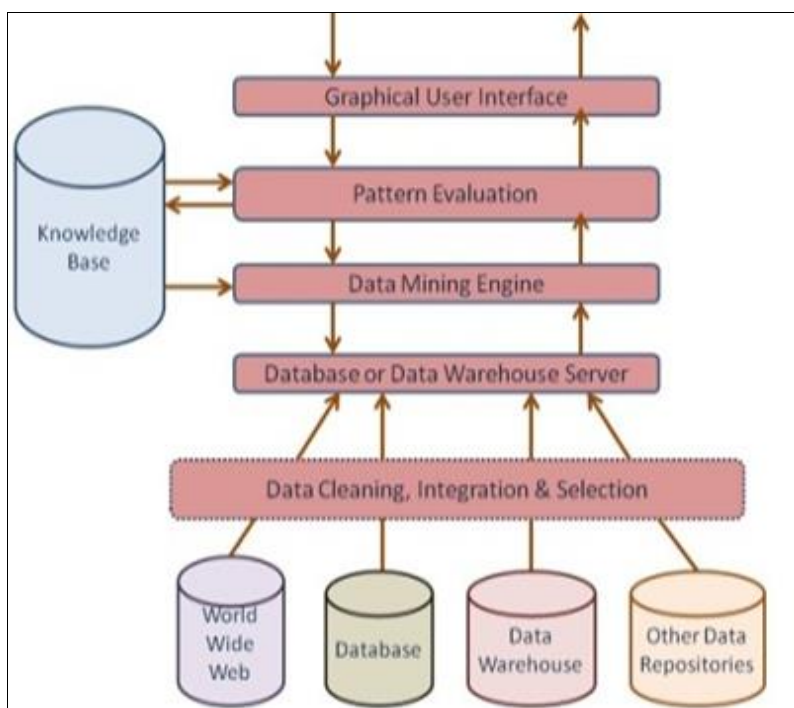 Graphical User Interface
Pattern Evaluation
Knowledge
Base
Data Mining Engine
Database or Data Warehouse Server
Data Cleaning, Integration & Selection
World
Wide
Web
Database
Data
Warehouse
Other Data
Repositories